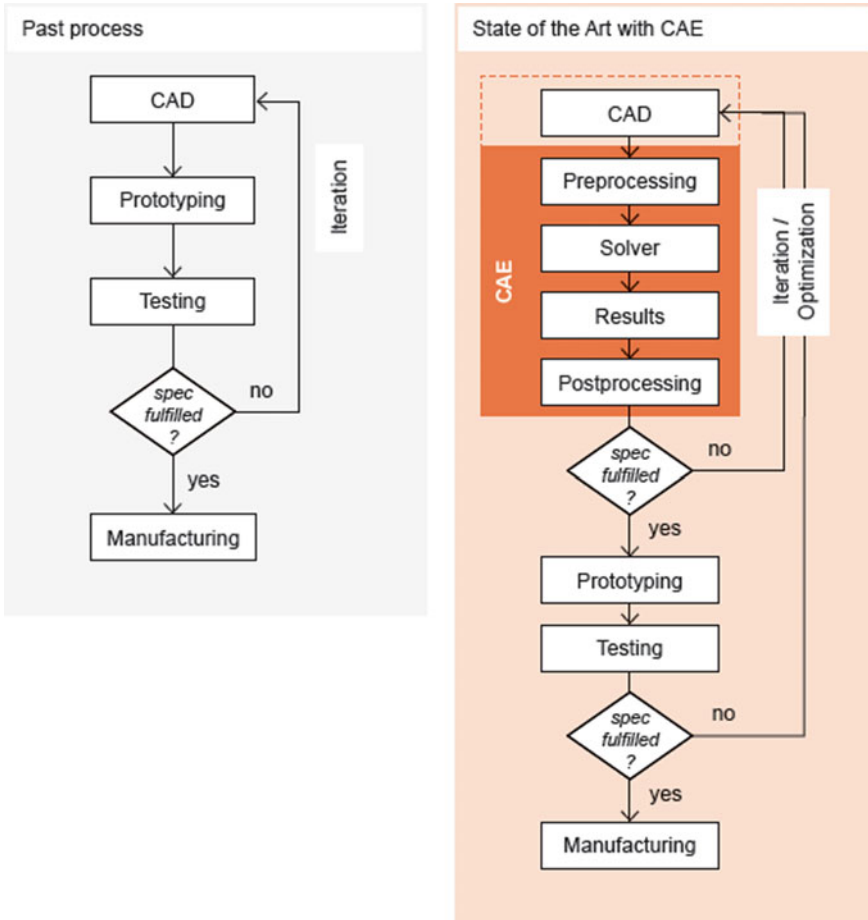 Past process
CAD
Prototyping
Testing
Iteration
spec
fulfilled
?
no
yes
Manufacturing
State of the Art with CAE
CAD
CAE
Preprocessing
Solver
Results
Postprocessing
Iteration /
Optimization
spec
fulfilled
?
no
yes
Prototyping
Testing
spec
fulfilled
?
no
yes
Manufacturing